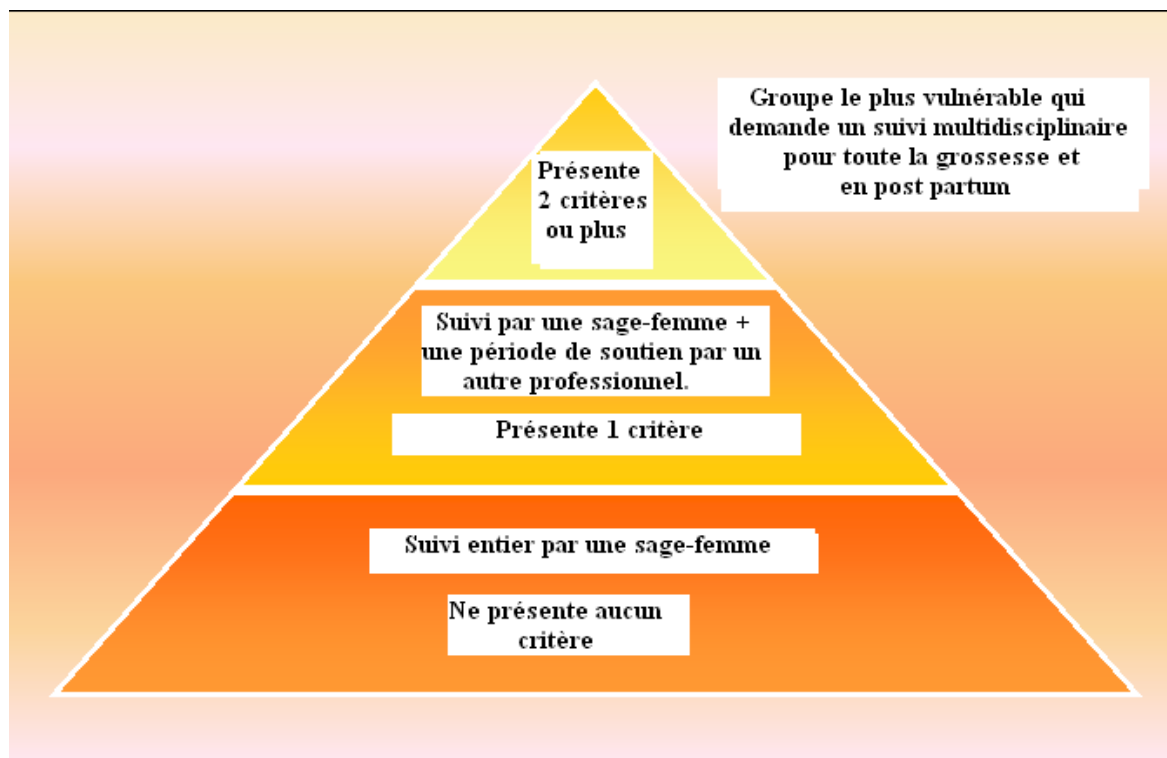 Groupe le plus vulnérable qui
demande un suivi multidisciplinaire
pour toute la grossesse et
en post partum
Présente
2 critères
ou plus
Suivi par une sage-femme +
une période de soutien par un
autre professionnel.
Présente 1 critère
Suivi entier par une sage-femme
Ne présente aucun
critère